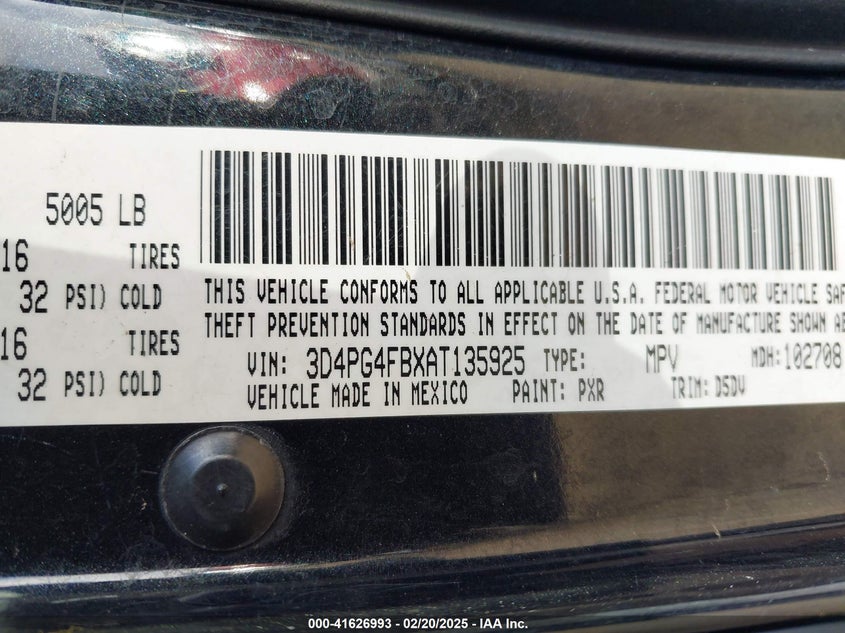 5005 LB
16 TIRES
32 PSI) COLD
THIS VEHICLE CONFORMS TO ALL APPLICABLE U.S.A. FEDERAL MOTOR VEHICLE SAF
16
THEFT PREVENTION STANDARDS IN EFFECT ON THE DATE OF MANUFACTURE SHOWN AB
TIRES
VIN: 3D4PG4FBXAT135925 TYPE: MPV MDH: 102708
32 PSI) COLD
VEHICLE MADE IN MEXICO PAINT: PXR TRIM: D5DV
000-41626993 — 02/20/2025 — IAA Inc.